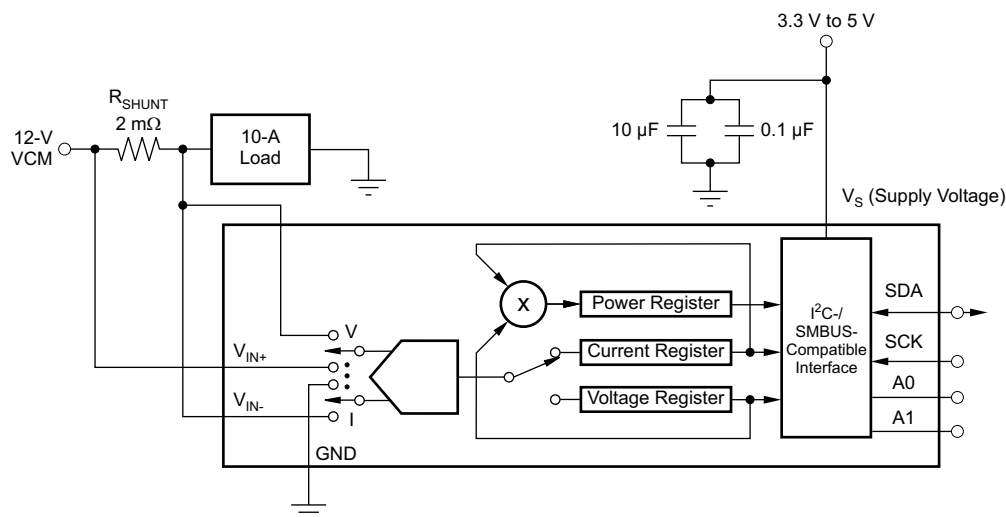 3.3 V to 5 V
R_SHUNT
2 mΩ
12-V
VCM
10-A
Load
10 µF
0.1 µF
V_S (Supply Voltage)
V
V_IN+
V_IN-
I
GND
X
Power Register
Current Register
Voltage Register
I²C-/
SMBUS-
Compatible
Interface
SDA
SCK
A0
A1